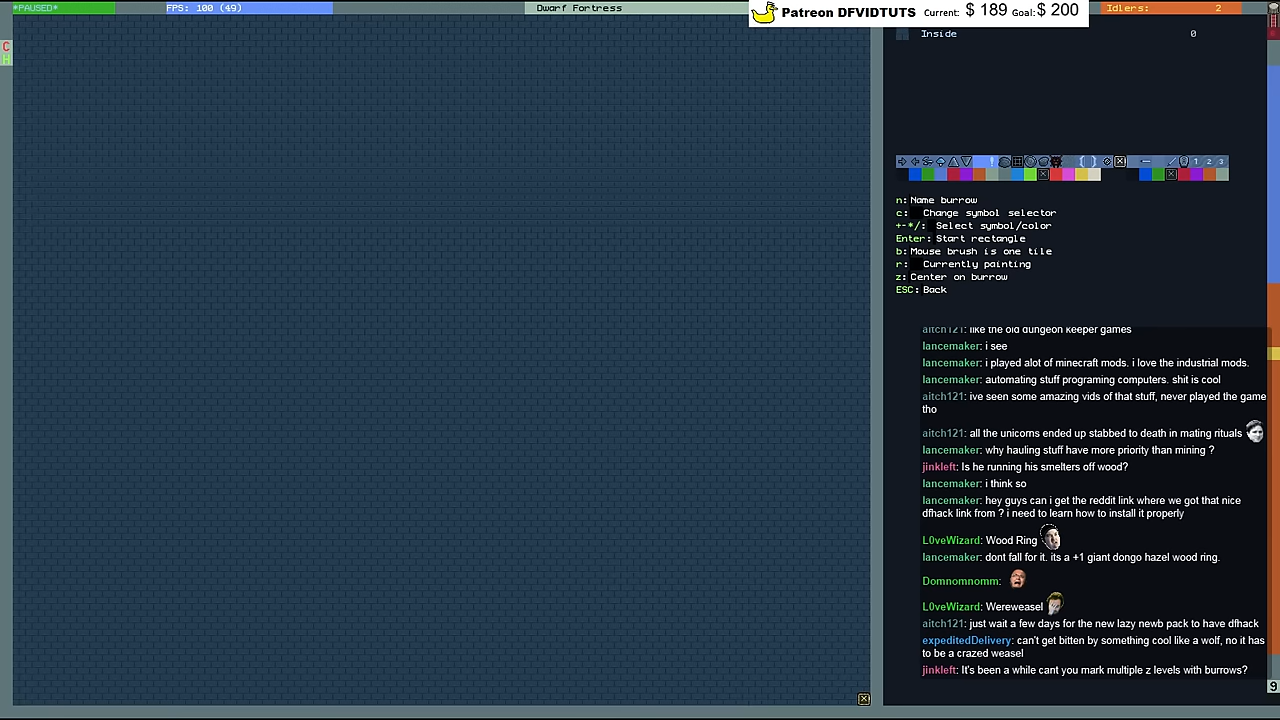 *PAUSED*
FPS: 100 (49)
Dwarf Fortress
Patreon DFVIDTUTS Current: $ 189 Goal: $ 200
Idlers: 2
C
H
Inside 0
1 2 3
n: Name burrow
c: Change symbol selector
+-*/: Select symbol/color
Enter: Start rectangle
b: Mouse brush is one tile
r: Currently painting
z: Center on burrow
ESC: Back
aitch121: like the old dungeon keeper games
lancemaker: i see
lancemaker: i played alot of minecraft mods. i love the industrial mods.
lancemaker: automating stuff programing computers. shit is cool
aitch121: ive seen some amazing vids of that stuff, never played the game
tho
aitch121: all the unicorns ended up stabbed to death in mating rituals
lancemaker: why hauling stuff have more priority than mining ?
jinkleft: Is he running his smelters off wood?
lancemaker: i think so
lancemaker: hey guys can i get the reddit link where we got that nice
dfhack link from ? i need to learn how to install it properly
L0veWizard: Wood Ring
lancemaker: dont fall for it. its a +1 giant dongo hazel wood ring.
Domnomnomm:
L0veWizard: Wereweasel
aitch121: just wait a few days for the new lazy newb pack to have dfhack
expeditedDelivery: can't get bitten by something cool like a wolf, no it has
to be a crazed weasel
jinkleft: It's been a while cant you mark multiple z levels with burrows?
9